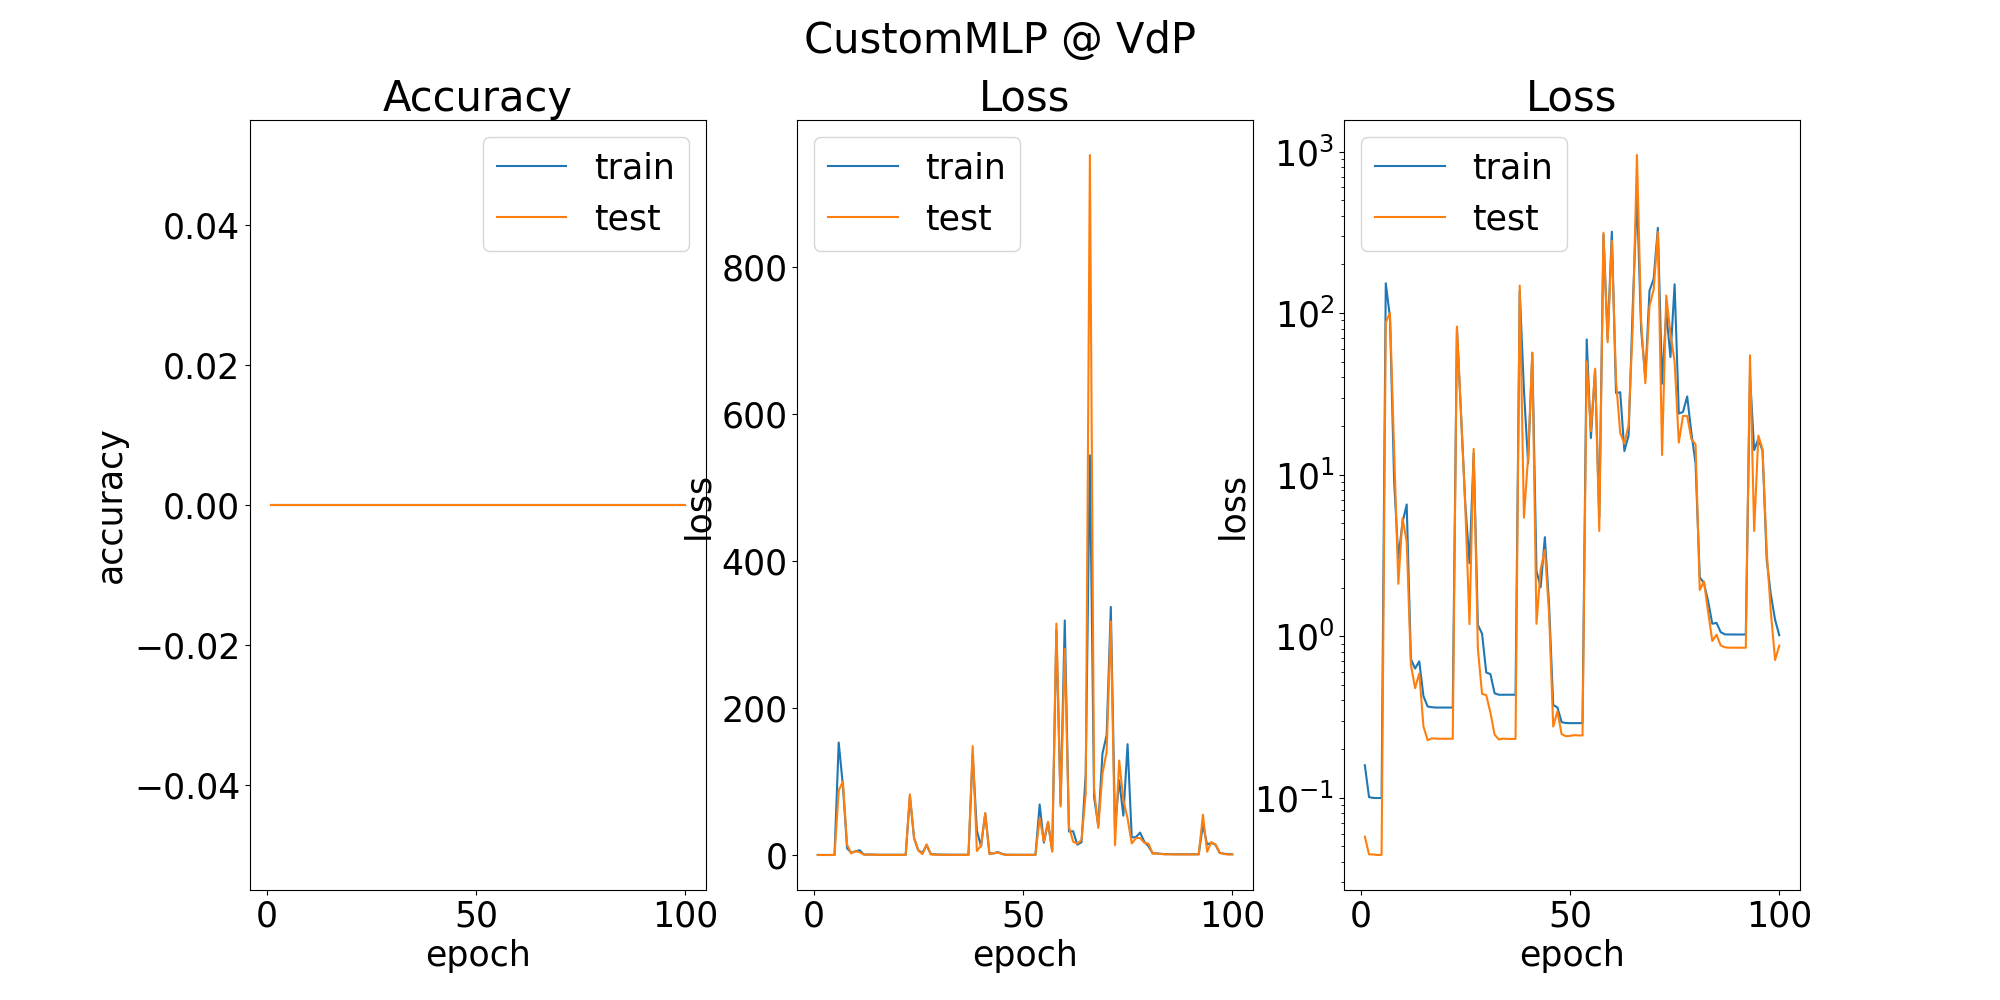 CustomMLP @ VdP
Accuracy
accuracy
0.04
0.02
0.00
−0.02
−0.04
0 50 100
epoch
train
test
Loss
loss
800
600
400
200
0
0 50 100
epoch
train
test
Loss
loss
10³
10²
10¹
10⁰
10⁻¹
0 50 100
epoch
train
test